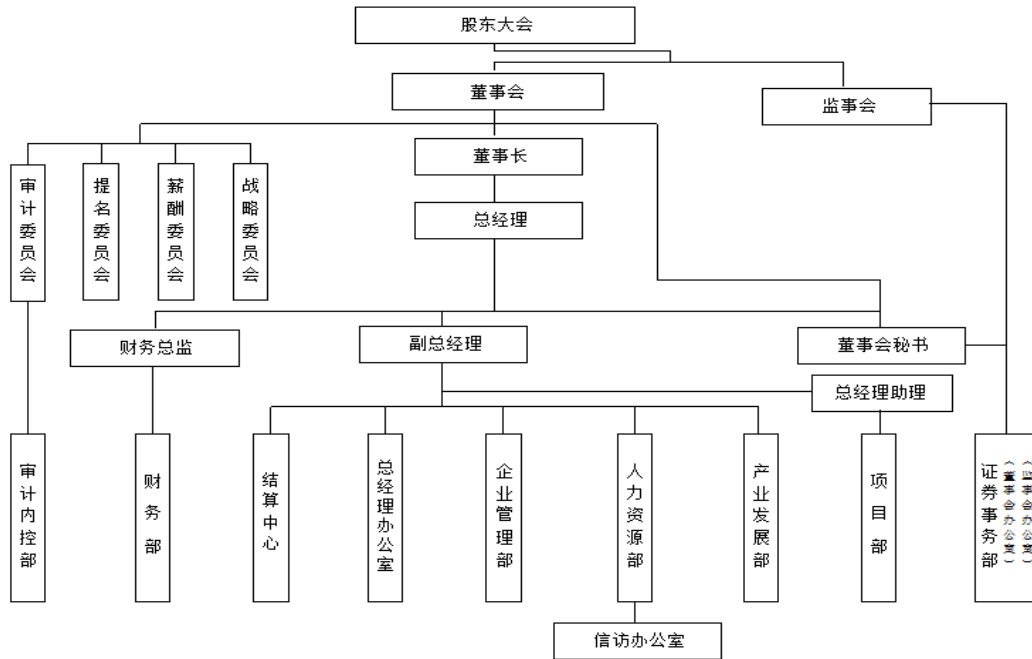 股东大会
董事会
监事会
董事长
审计委员会
提名委员会
薪酬委员会
战略委员会
总经理
财务总监
副总经理
董事会秘书
总经理助理
审计内控部
财务部
结算中心
总经理办公室
企业管理部
人力资源部
产业发展部
项目部
证券事务部
（董事会办公室）
（监事会办公室）
信访办公室